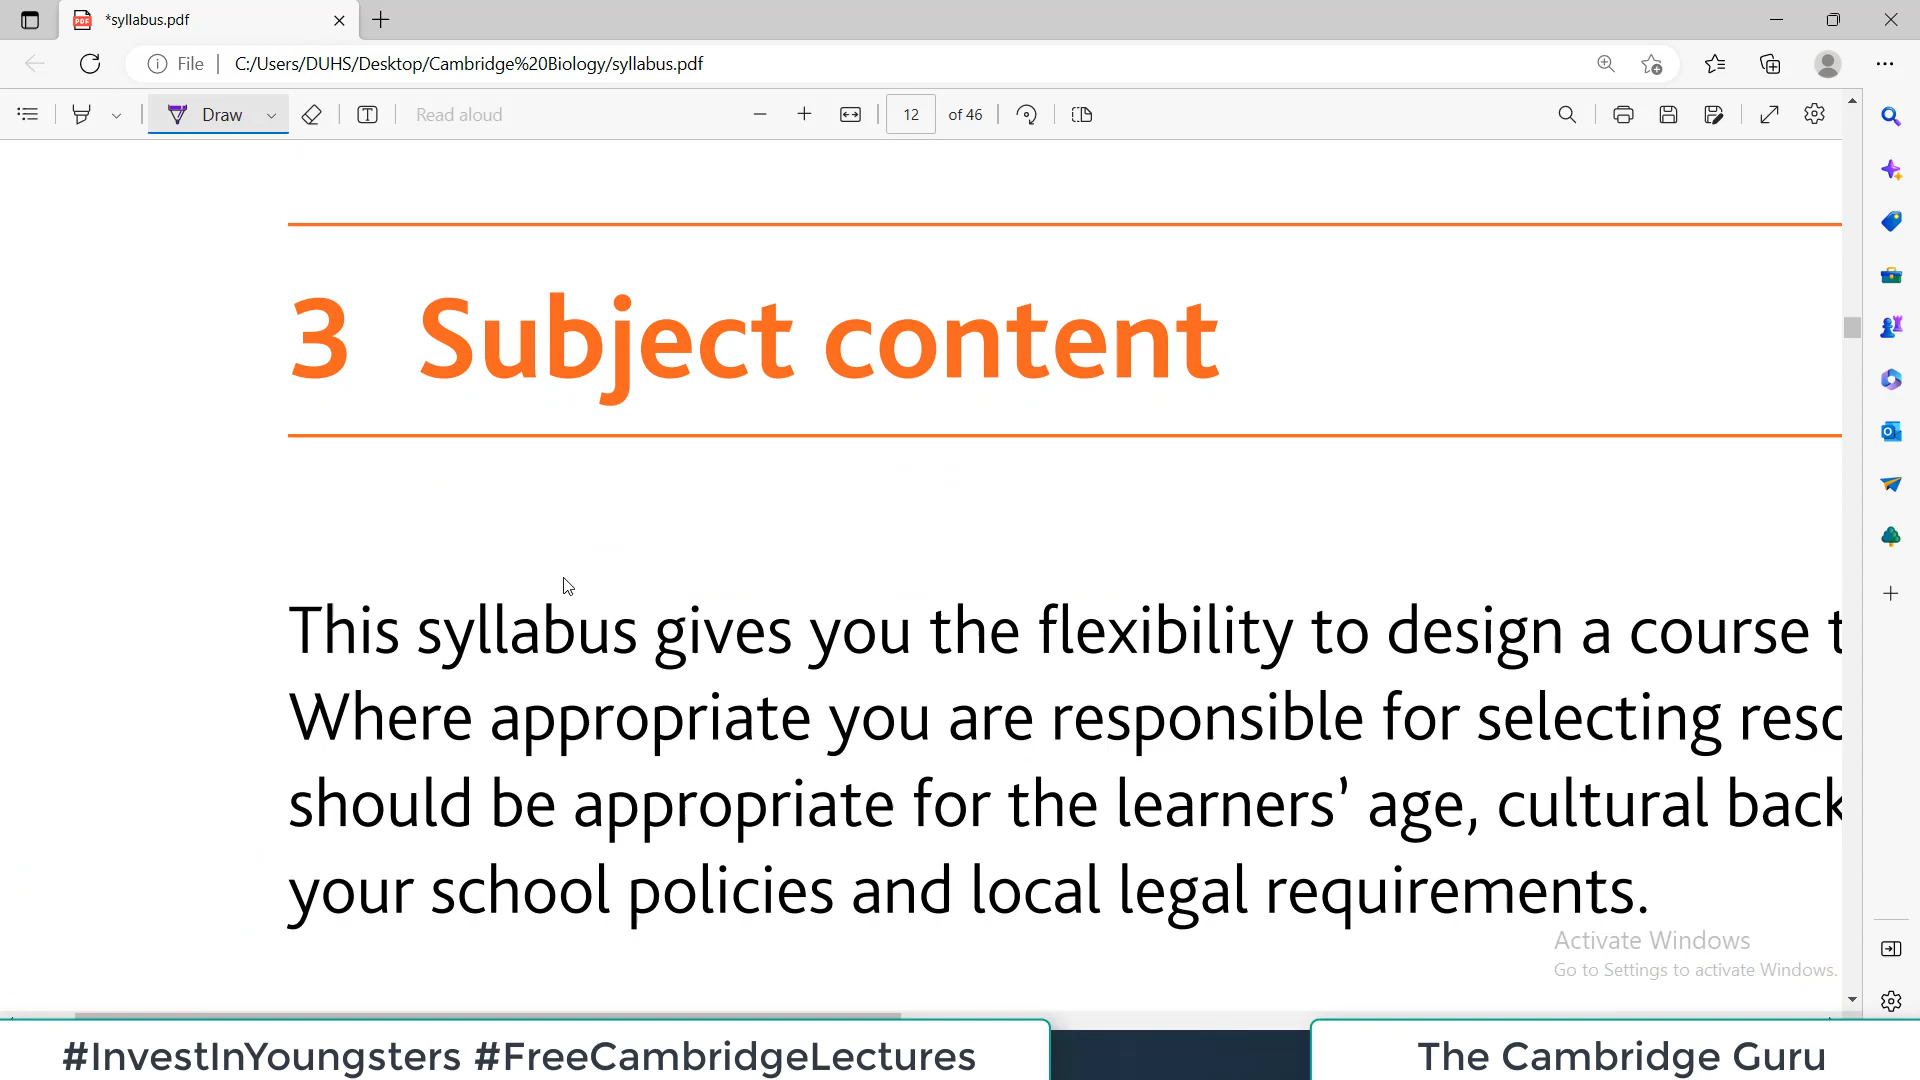 *syllabus.pdf
File
C:/Users/DUHS/Desktop/Cambridge%20Biology/syllabus.pdf
Draw
Read aloud
12
of 46
3 Subject content
This syllabus gives you the flexibility to design a course t
Where appropriate you are responsible for selecting reso
should be appropriate for the learners’ age, cultural back
your school policies and local legal requirements.
Activate Windows
Go to Settings to activate Windows.
#InvestInYoungsters #FreeCambridgeLectures
The Cambridge Guru